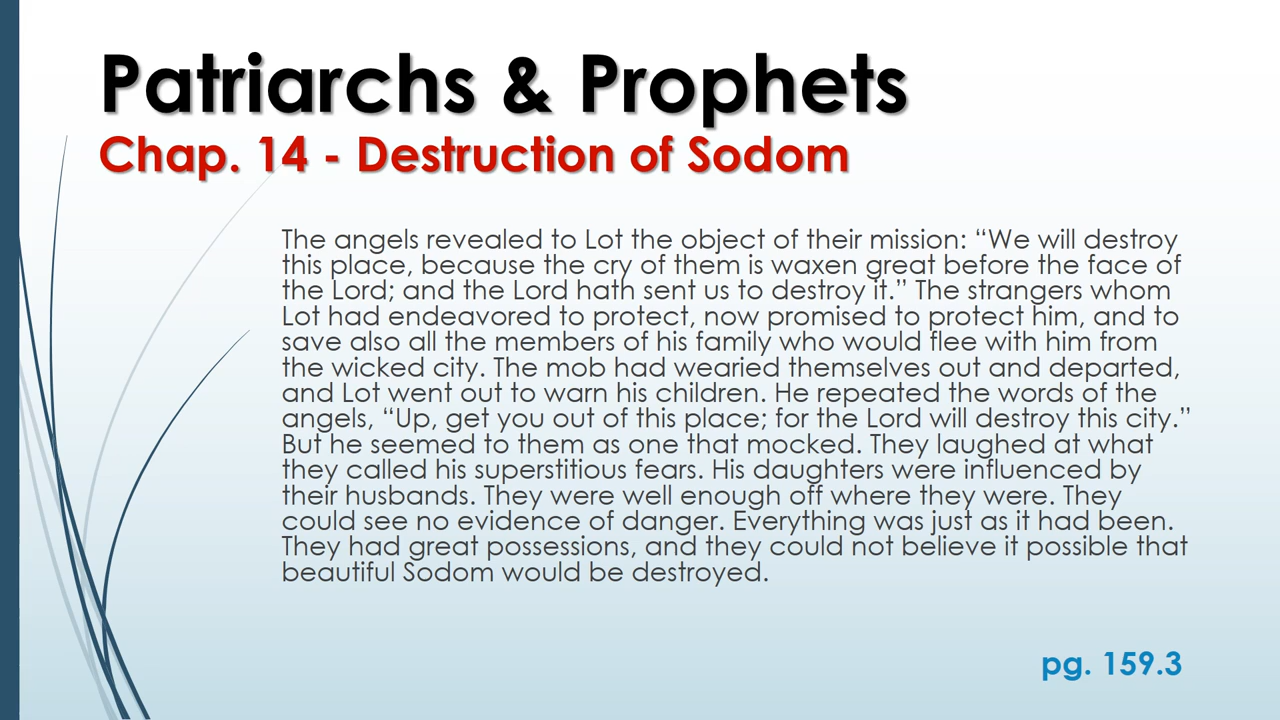 Patriarchs & Prophets
Chap. 14 - Destruction of Sodom
The angels revealed to Lot the object of their mission: “We will destroy
this place, because the cry of them is waxen great before the face of
the Lord; and the Lord hath sent us to destroy it.” The strangers whom
Lot had endeavored to protect, now promised to protect him, and to
save also all the members of his family who would flee with him from
the wicked city. The mob had wearied themselves out and departed,
and Lot went out to warn his children. He repeated the words of the
angels, “Up, get you out of this place; for the Lord will destroy this city.”
But he seemed to them as one that mocked. They laughed at what
they called his superstitious fears. His daughters were influenced by
their husbands. They were well enough off where they were. They
could see no evidence of danger. Everything was just as it had been.
They had great possessions, and they could not believe it possible that
beautiful Sodom would be destroyed.
pg. 159.3